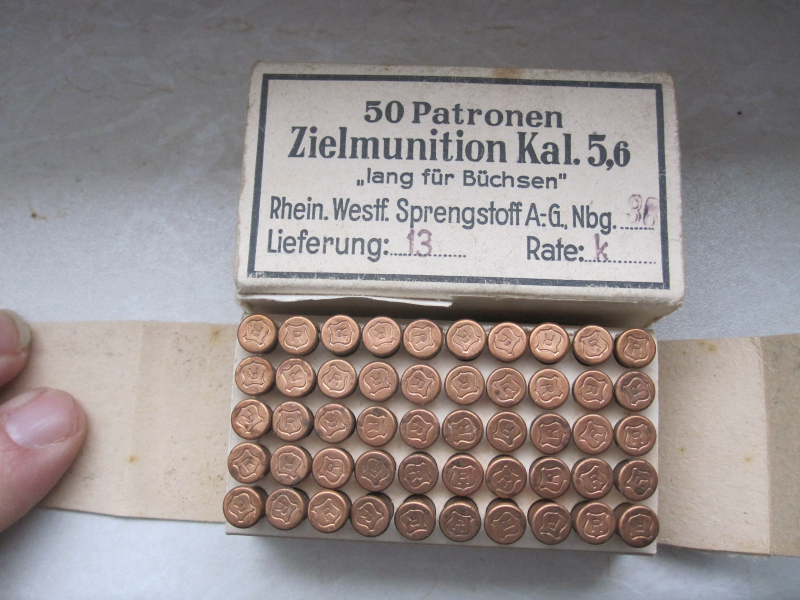 50 Patronen
Zielmunition Kal. 5,6
„lang für Büchsen"
Rhein. Westf. Sprengstoff A.-G., Nbg. 36
Lieferung: 13 Rate: k